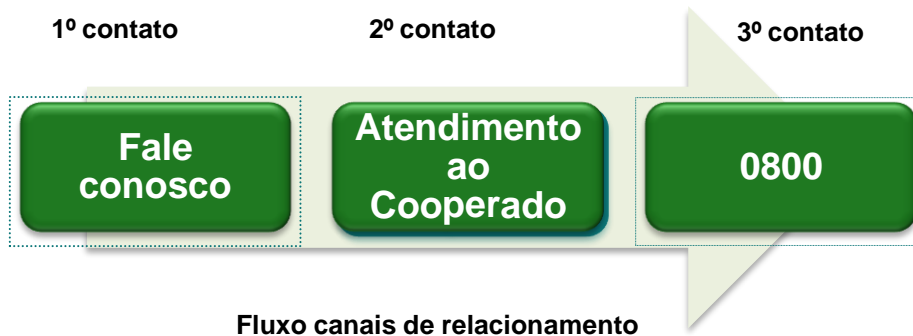 1º contato
2º contato
3º contato
Fale
conosco
Atendimento
ao
Cooperado
0800
Fluxo canais de relacionamento